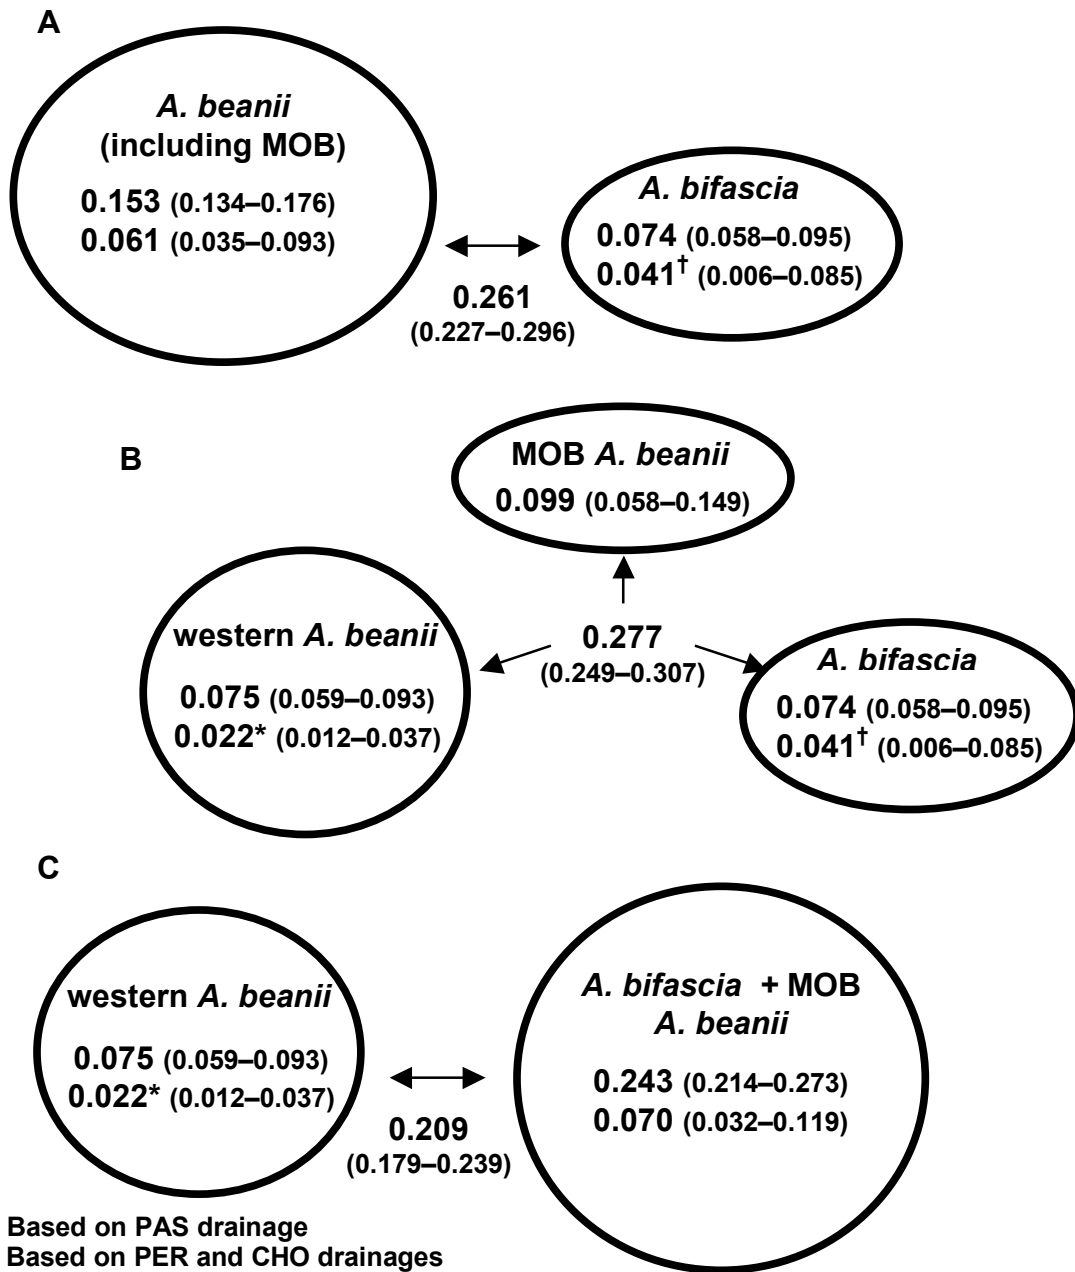 A
A. beanii
(including MOB)
0.153 (0.134–0.176)
0.061 (0.035–0.093)
A. bifascia
0.074 (0.058–0.095)
0.041† (0.006–0.085)
0.261
(0.227–0.296)
B
MOB A. beanii
0.099 (0.058–0.149)
western A. beanii
0.075 (0.059–0.093)
0.022* (0.012–0.037)
0.277
(0.249–0.307)
A. bifascia
0.074 (0.058–0.095)
0.041† (0.006–0.085)
C
western A. beanii
0.075 (0.059–0.093)
0.022* (0.012–0.037)
0.209
(0.179–0.239)
A. bifascia + MOB
A. beanii
0.243 (0.214–0.273)
0.070 (0.032–0.119)
Based on PAS drainage
Based on PER and CHO drainages